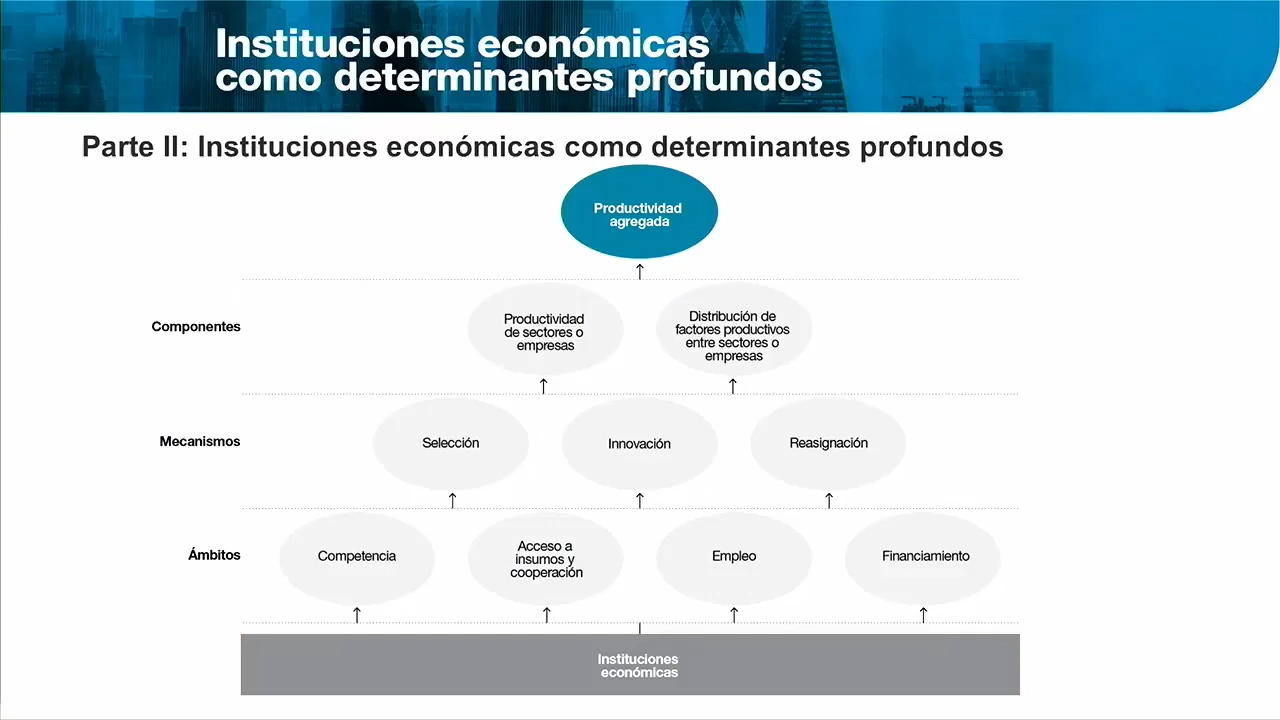 Instituciones económicas
como determinantes profundos
Parte II: Instituciones económicas como determinantes profundos
Productividad
agregada
Componentes
Productividad
de sectores o
empresas
Distribución de
factores productivos
entre sectores o
empresas
Mecanismos
Selección
Innovación
Reasignación
Ámbitos
Competencia
Acceso a
insumos y
cooperación
Empleo
Financiamiento
Instituciones
económicas